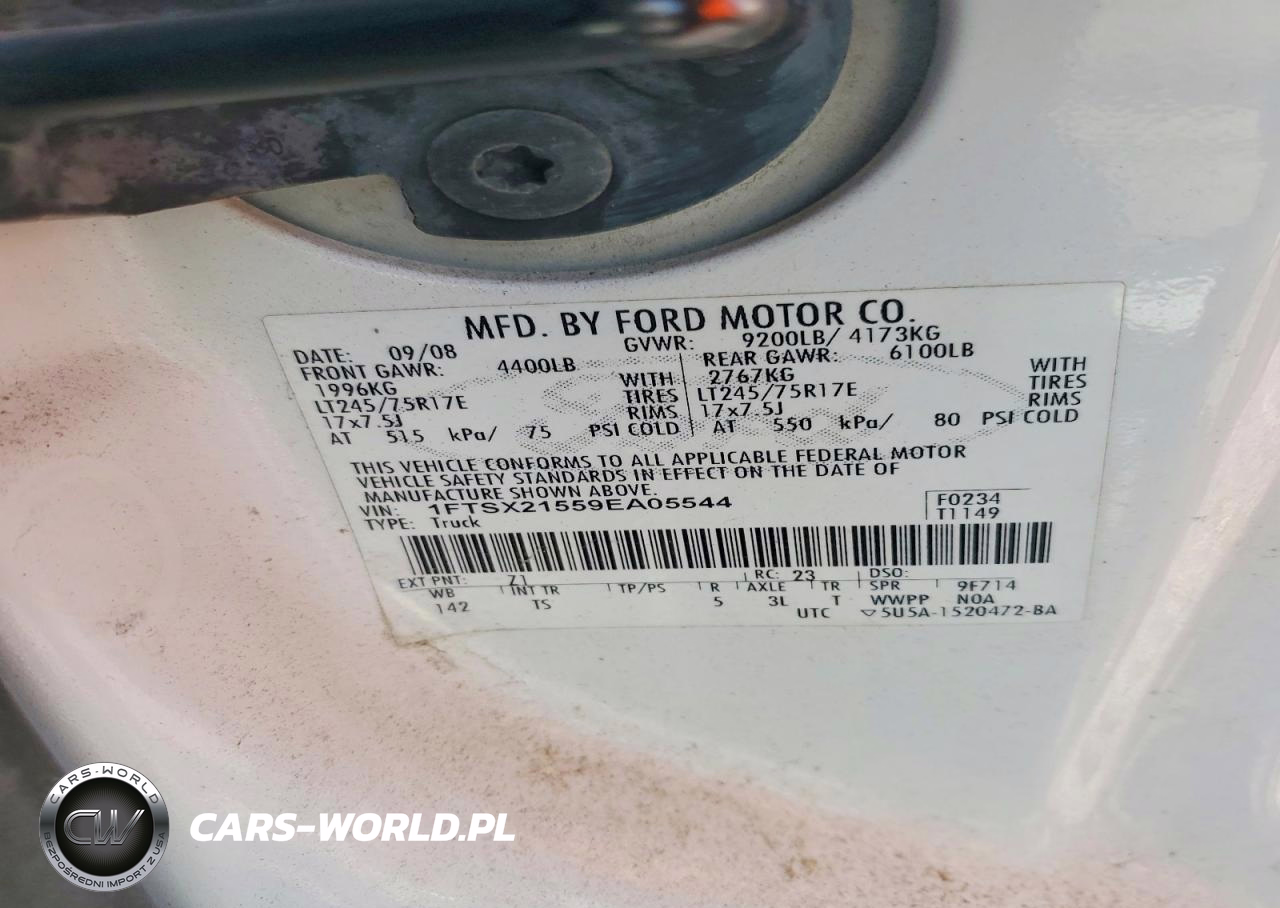 MFD. BY FORD MOTOR CO.
DATE: 09/08 GVWR: 9200LB/ 4173KG
FRONT GAWR: 4400LB REAR GAWR: 6100LB
1996KG WITH 2767KG WITH
LT245/75R17E TIRES LT245/75R17E TIRES
17x7.5J RIMS 17x7.5J RIMS
AT 515 kPa/ 75 PSI COLD AT 550 kPa/ 80 PSI COLD
THIS VEHICLE CONFORMS TO ALL APPLICABLE FEDERAL MOTOR
VEHICLE SAFETY STANDARDS IN EFFECT ON THE DATE OF
MANUFACTURE SHOWN ABOVE.
VIN: 1FTSX21559EA05544 F0234
TYPE: Truck T1149
EXT PNT: Z1 RC: 23 DSO:
WB INT TR TP/PS R AXLE TR SPR 9F714
142 TS 5 3L T WWPP N0A
UTC ▽5U5A-1520472-BA
CARS-WORLD
CW
BEZPOŚREDNI IMPORT Z USA
CARS-WORLD.PL